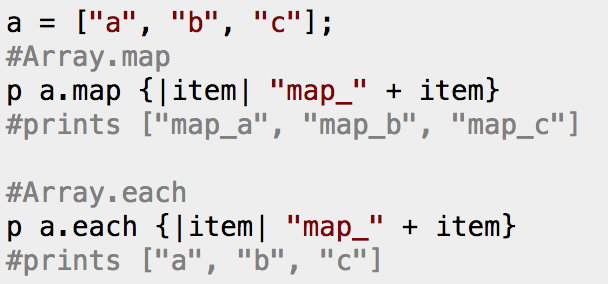 a = ["a", "b", "c"];
#Array.map
p a.map {|item| "map_" + item}
#prints ["map_a", "map_b", "map_c"]
#Array.each
p a.each {|item| "map_" + item}
#prints ["a", "b", "c"]